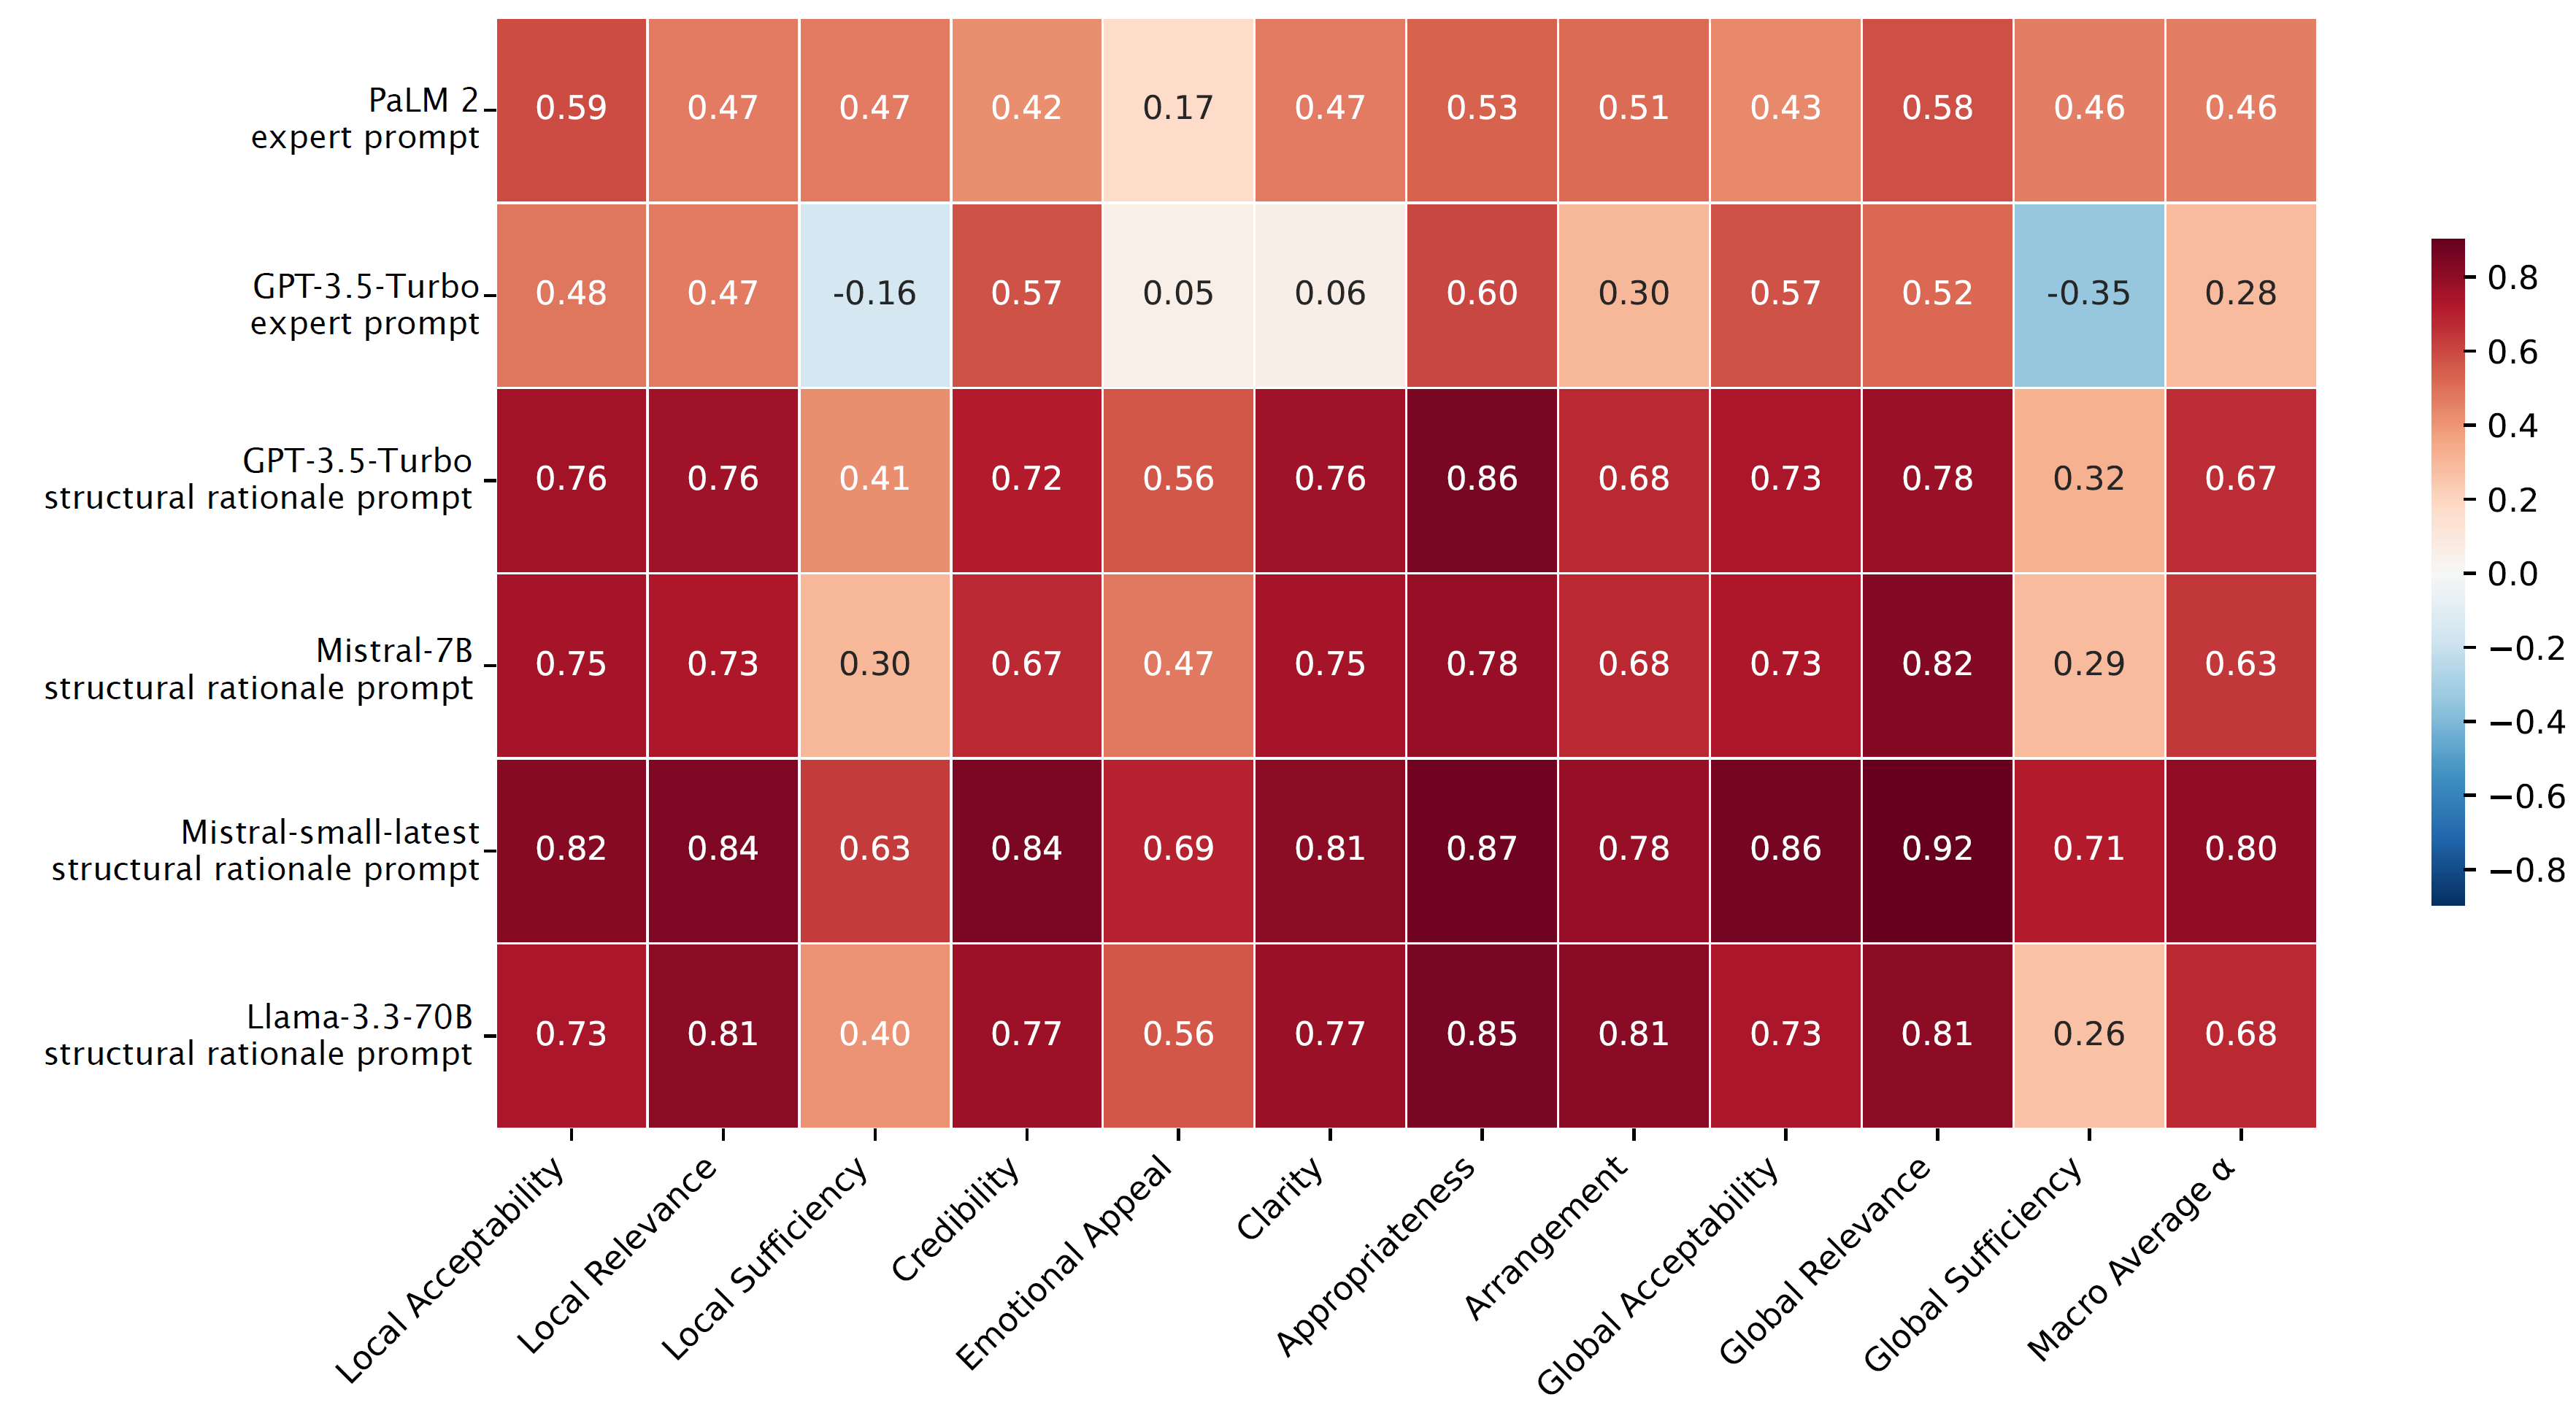 PaLM 2
expert prompt
0.59 0.47 0.47 0.42 0.17 0.47 0.53 0.51 0.43 0.58 0.46 0.46
GPT-3.5-Turbo
expert prompt
0.48 0.47 -0.16 0.57 0.05 0.06 0.60 0.30 0.57 0.52 -0.35 0.28
GPT-3.5-Turbo
structural rationale prompt
0.76 0.76 0.41 0.72 0.56 0.76 0.86 0.68 0.73 0.78 0.32 0.67
Mistral-7B
structural rationale prompt
0.75 0.73 0.30 0.67 0.47 0.75 0.78 0.68 0.73 0.82 0.29 0.63
Mistral-small-latest
structural rationale prompt
0.82 0.84 0.63 0.84 0.69 0.81 0.87 0.78 0.86 0.92 0.71 0.80
Llama-3.3-70B
structural rationale prompt
0.73 0.81 0.40 0.77 0.56 0.77 0.85 0.81 0.73 0.81 0.26 0.68
Local Acceptability
Local Relevance
Local Sufficiency
Credibility
Emotional Appeal
Clarity
Appropriateness
Arrangement
Global Acceptability
Global Relevance
Global Sufficiency
Macro Average α
0.8
0.6
0.4
0.2
0.0
−0.2
−0.4
−0.6
−0.8